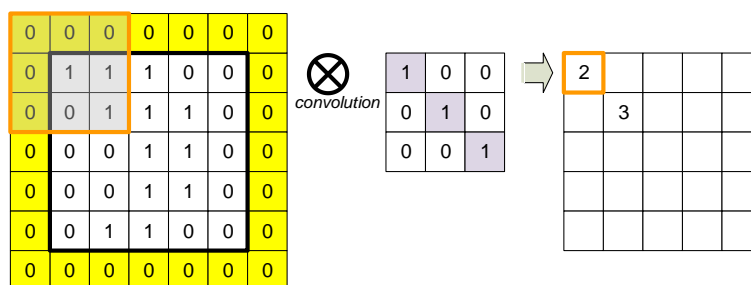 0 0 0 0 0 0 0
0 1 1 1 0 0 0 1 0 0 2
convolution
0 0 1 1 1 0 0 0 1 0 3
0 0 0 1 1 0 0 0 0 1
0 0 0 1 1 0 0
0 0 1 1 0 0 0
0 0 0 0 0 0 0